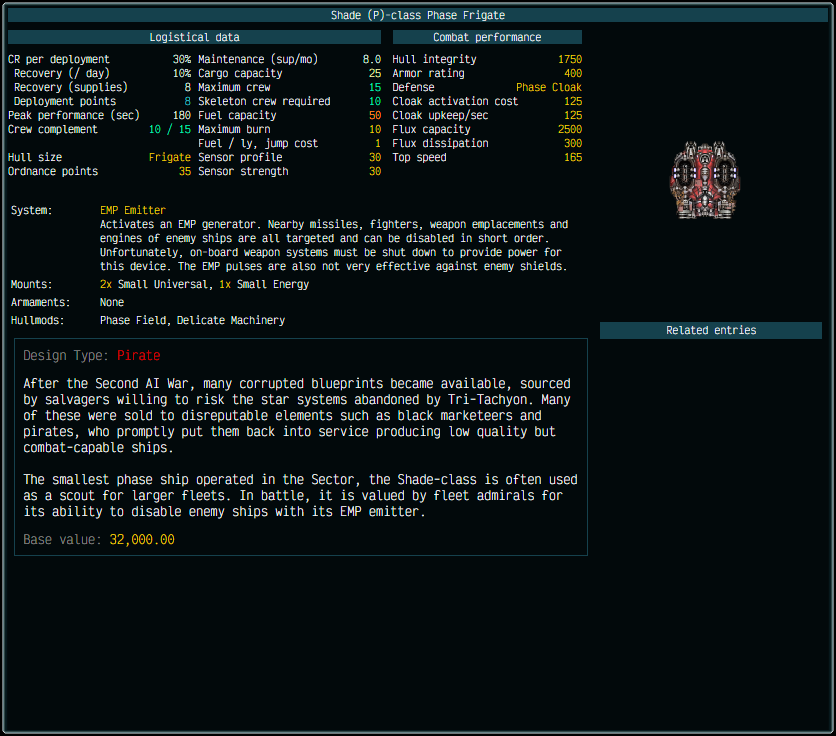 Shade (P)-class Phase Frigate
Logistical data
CR per deployment 30% Maintenance (sup/mo) 8.0
Recovery (/ day) 10% Cargo capacity 25
Recovery (supplies) 8 Maximum crew 15
Deployment points 8 Skeleton crew required 10
Peak performance (sec) 180 Fuel capacity 50
Crew complement 10 / 15 Maximum burn 10
Fuel / ly, jump cost 1
Hull size Frigate Sensor profile 30
Ordnance points 35 Sensor strength 30
Combat performance
Hull integrity 1750
Armor rating 400
Defense Phase Cloak
Cloak activation cost 125
Cloak upkeep/sec 125
Flux capacity 2500
Flux dissipation 300
Top speed 165
System: EMP Emitter
Activates an EMP generator. Nearby missiles, fighters, weapon emplacements and
engines of enemy ships are all targeted and can be disabled in short order.
Unfortunately, on-board weapon systems must be shut down to provide power for
this device. The EMP pulses are also not very effective against enemy shields.
Mounts: 2x Small Universal, 1x Small Energy
Armaments: None
Hullmods: Phase Field, Delicate Machinery
Related entries
Design Type: Pirate
After the Second AI War, many corrupted blueprints became available, sourced
by salvagers willing to risk the star systems abandoned by Tri-Tachyon. Many
of these were sold to disreputable elements such as black marketeers and
pirates, who promptly put them back into service producing low quality but
combat-capable ships.
The smallest phase ship operated in the Sector, the Shade-class is often used
as a scout for larger fleets. In battle, it is valued by fleet admirals for
its ability to disable enemy ships with its EMP emitter.
Base value: 32,000.00